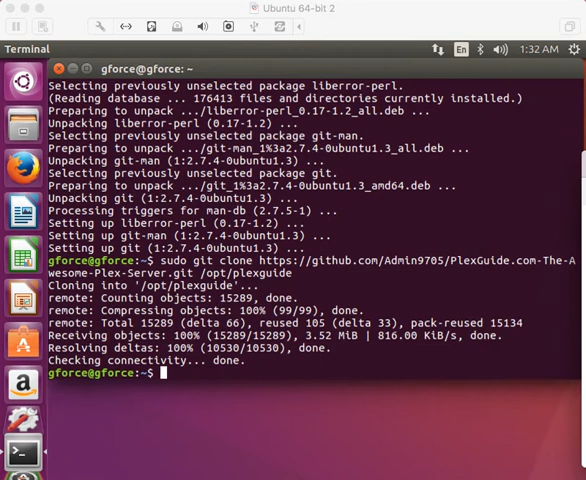 Ubuntu 64-bit 2
Terminal
En
1:32 AM
gforce@gforce: ~
Selecting previously unselected package liberror-perl.
(Reading database ... 176413 files and directories currently installed.)
Preparing to unpack .../liberror-perl_0.17-1.2_all.deb ...
Unpacking liberror-perl (0.17-1.2) ...
Selecting previously unselected package git-man.
Preparing to unpack .../git-man_1%3a2.7.4-0ubuntu1.3_all.deb ...
Unpacking git-man (1:2.7.4-0ubuntu1.3) ...
Selecting previously unselected package git.
Preparing to unpack .../git_1%3a2.7.4-0ubuntu1.3_amd64.deb ...
Unpacking git (1:2.7.4-0ubuntu1.3) ...
Processing triggers for man-db (2.7.5-1) ...
Setting up liberror-perl (0.17-1.2) ...
Setting up git-man (1:2.7.4-0ubuntu1.3) ...
Setting up git (1:2.7.4-0ubuntu1.3) ...
gforce@gforce:~$ sudo git clone https://github.com/Admin9705/PlexGuide.com-The-A
wesome-Plex-Server.git /opt/plexguide
Cloning into '/opt/plexguide'...
remote: Counting objects: 15289, done.
remote: Compressing objects: 100% (99/99), done.
remote: Total 15289 (delta 66), reused 105 (delta 33), pack-reused 15134
Receiving objects: 100% (15289/15289), 3.52 MiB | 816.00 KiB/s, done.
Resolving deltas: 100% (10530/10530), done.
Checking connectivity... done.
gforce@gforce:~$